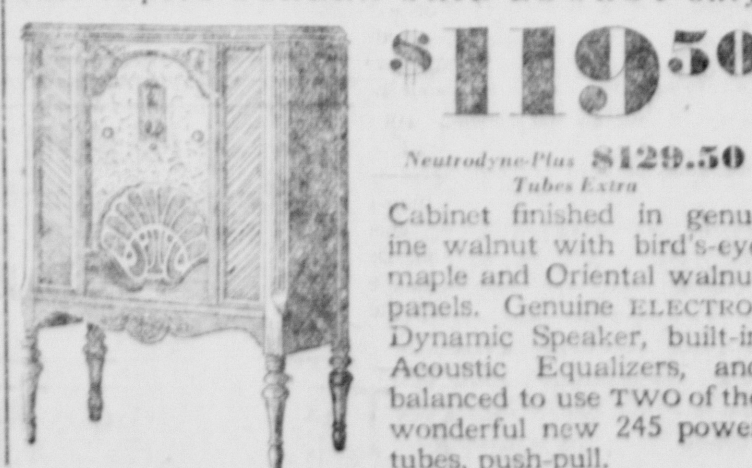 $119.50
Neutrodyne-Plus $129.50
Tubes Extra
Cabinet finished in genu-
ine walnut with bird's-eye
maple and Oriental walnut
panels. Genuine ELECTRO-
Dynamic Speaker, built-in
Acoustic Equalizers, and
balanced to use TWO of the
wonderful new 245 power
tubes, push-pull.